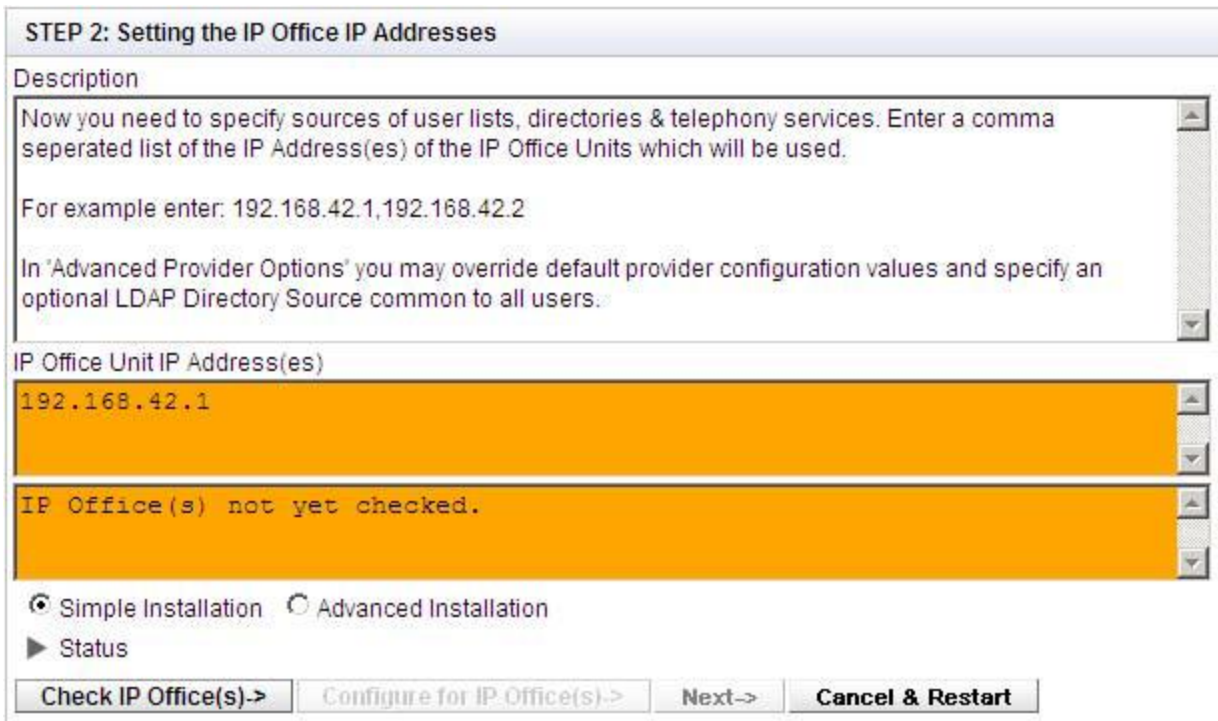 STEP 2: Setting the IP Office IP Addresses
Description
Now you need to specify sources of user lists, directories & telephony services. Enter a comma
seperated list of the IP Address(es) of the IP Office Units which will be used.
For example enter: 192.168.42.1,192.168.42.2
In 'Advanced Provider Options' you may override default provider configuration values and specify an
optional LDAP Directory Source common to all users.
IP Office Unit IP Address(es)
192.168.42.1
IP Office(s) not yet checked.
Simple Installation Advanced Installation
Status
Check IP Office(s)-> Configure for IP Office(s)-> Next-> Cancel & Restart